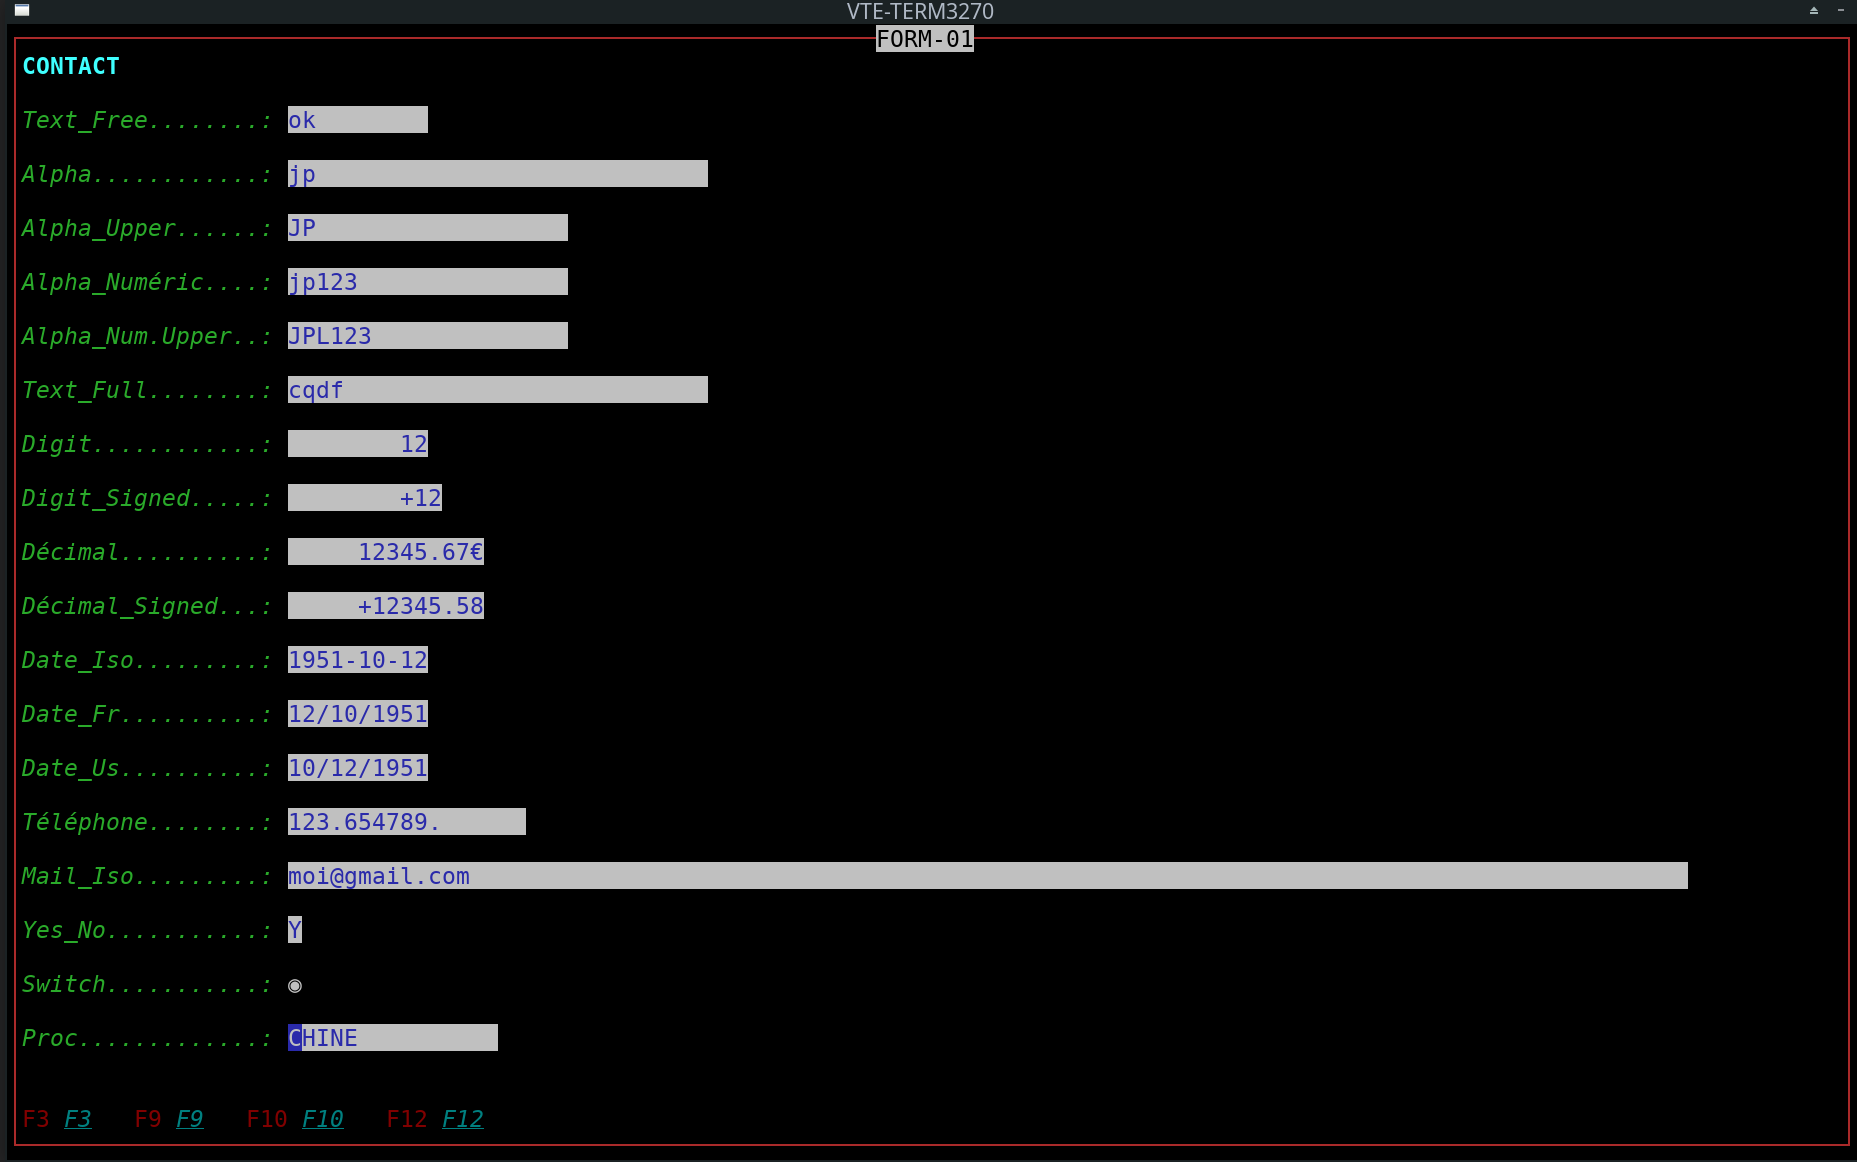 VTE-TERM3270
FORM-01
CONTACT
Text_Free........: ok
Alpha............: jp
Alpha_Upper......: JP
Alpha_Numéric....: jp123
Alpha_Num.Upper..: JPL123
Text_Full........: cqdf
Digit............: 12
Digit_Signed.....: +12
Décimal..........: 12345.67€
Décimal_Signed...: +12345.58
Date_Iso.........: 1951-10-12
Date_Fr..........: 12/10/1951
Date_Us..........: 10/12/1951
Téléphone........: 123.654789.
Mail_Iso.........: moi@gmail.com
Yes_No...........: Y
Switch...........: ◉
Proc.............: CHINE
F3 F3 F9 F9 F10 F10 F12 F12